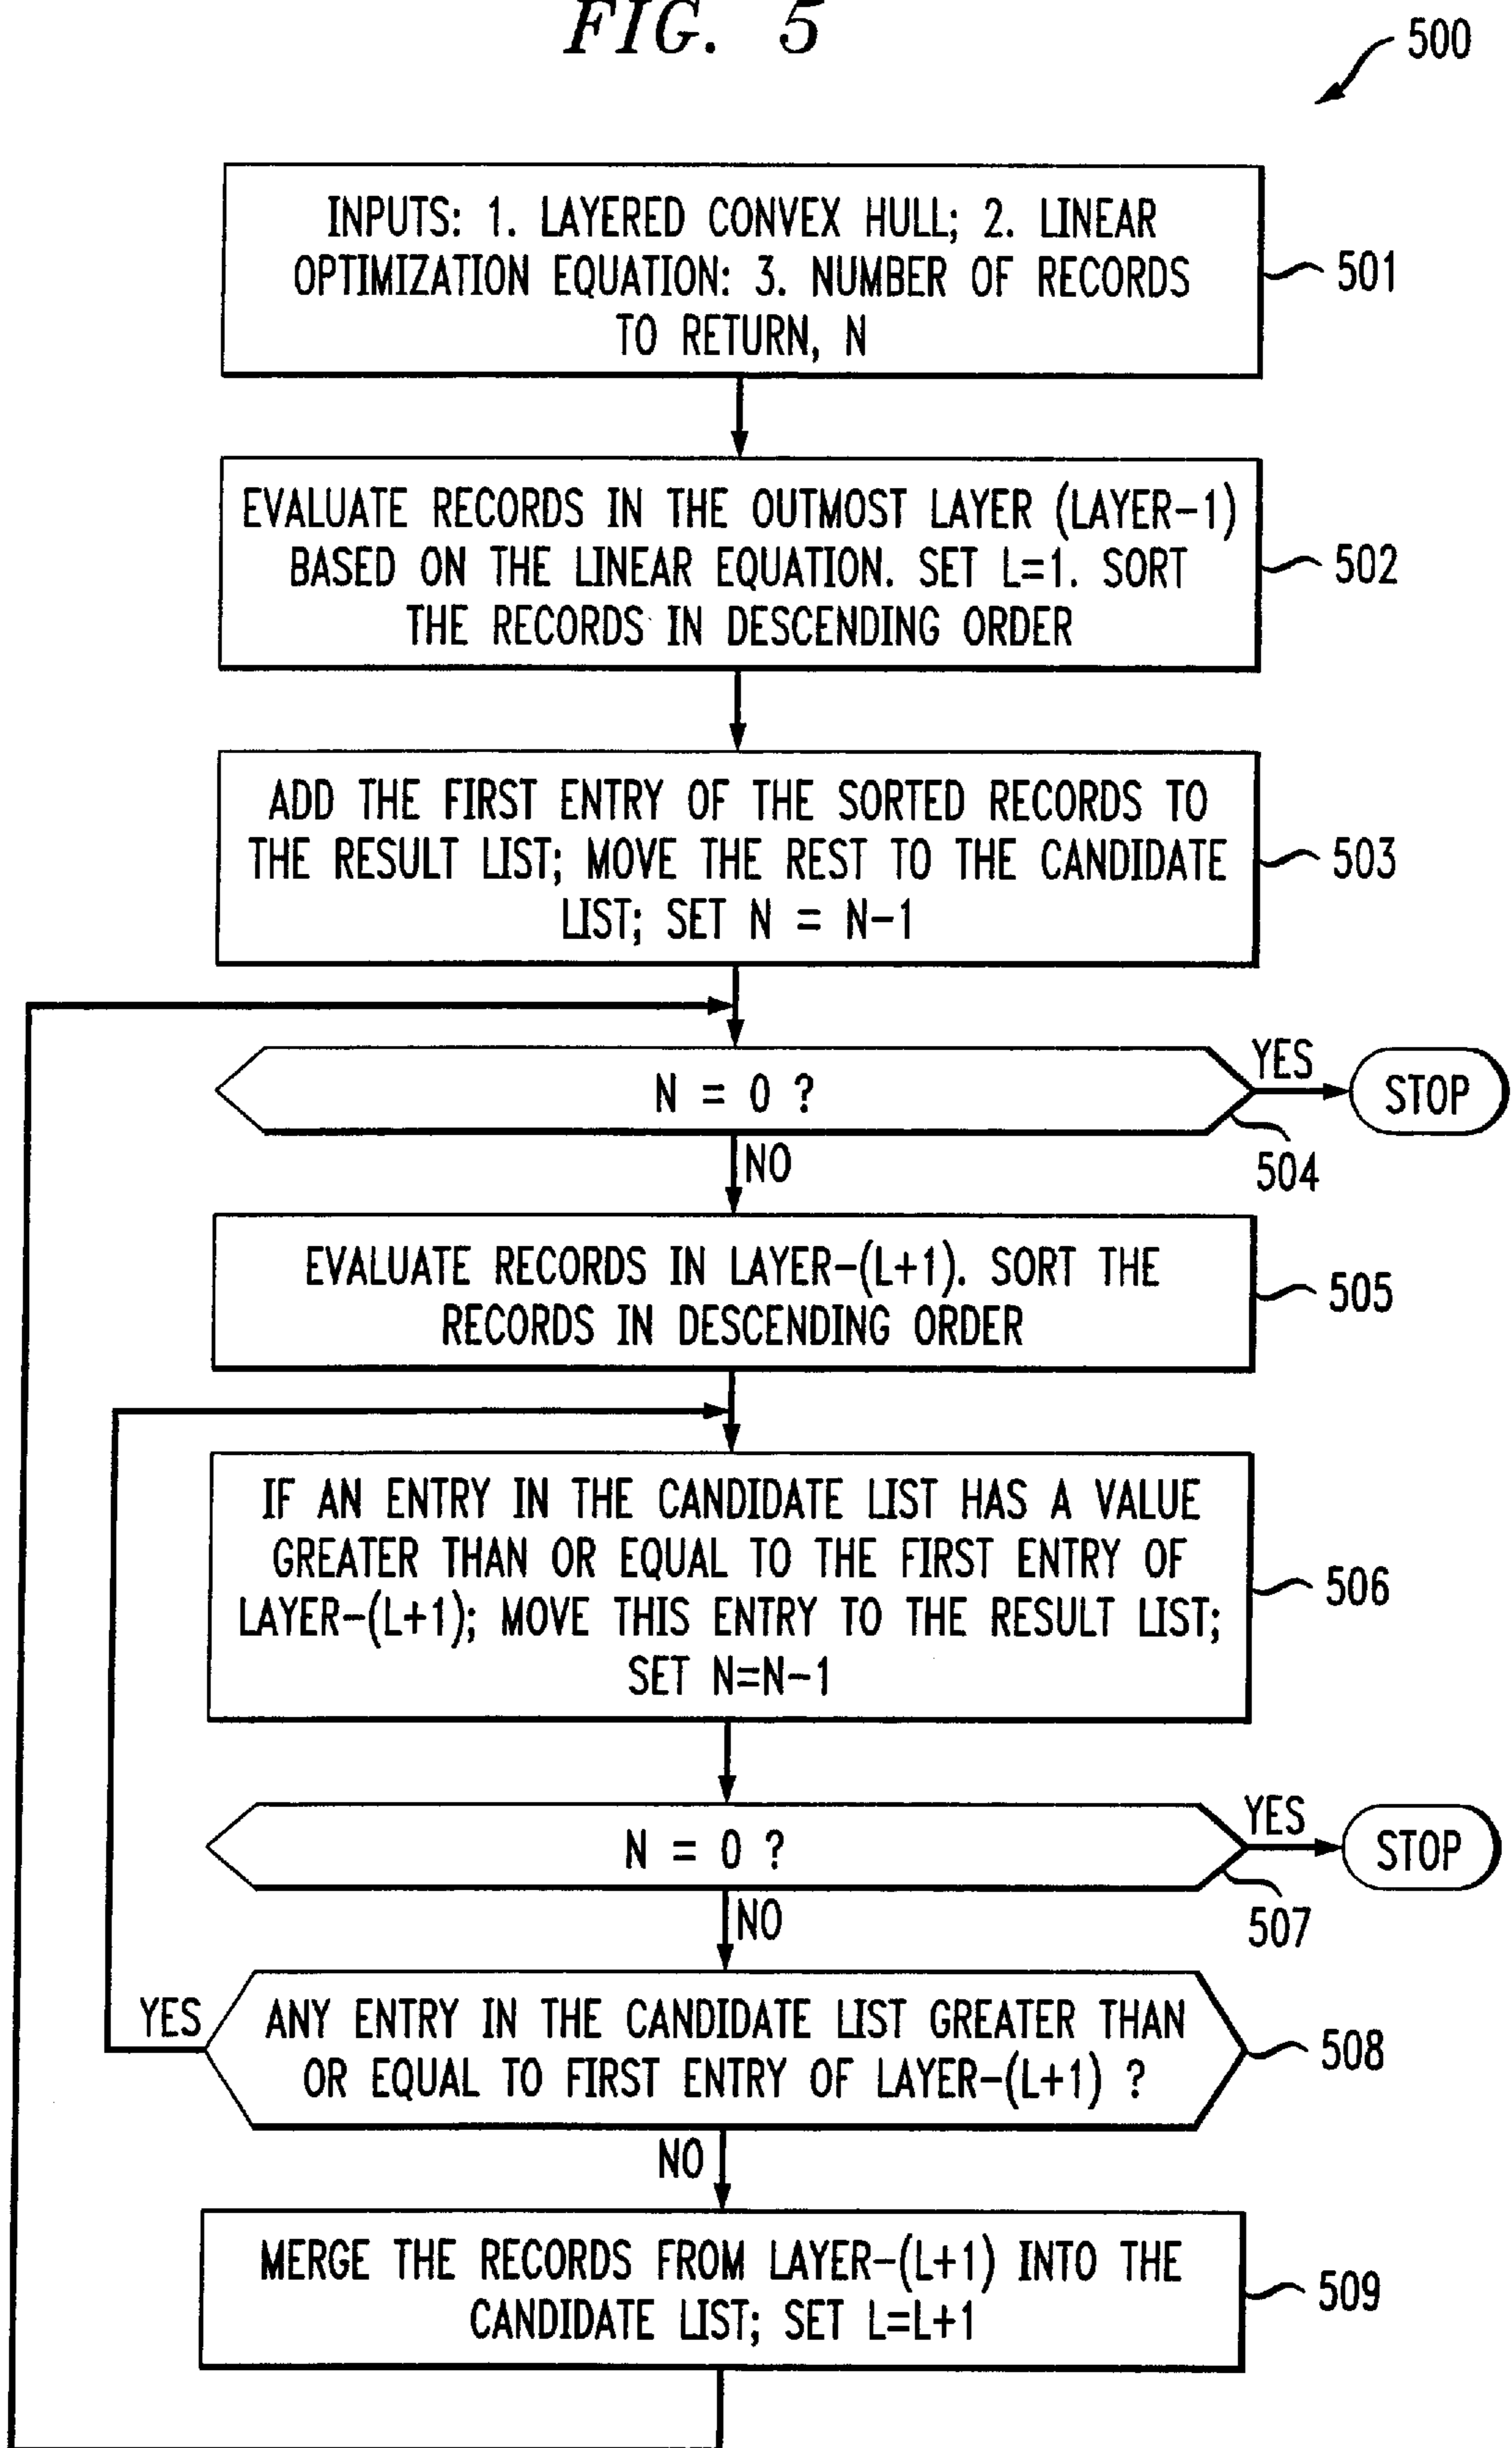 FIG. 5
500
INPUTS: 1. LAYERED CONVEX HULL; 2. LINEAR
OPTIMIZATION EQUATION: 3. NUMBER OF RECORDS
TO RETURN, N
501
EVALUATE RECORDS IN THE OUTMOST LAYER (LAYER-1)
BASED ON THE LINEAR EQUATION. SET L=1. SORT
THE RECORDS IN DESCENDING ORDER
502
ADD THE FIRST ENTRY OF THE SORTED RECORDS TO
THE RESULT LIST; MOVE THE REST TO THE CANDIDATE
LIST; SET N = N-1
503
N = 0 ?
YES
STOP
504
NO
EVALUATE RECORDS IN LAYER-(L+1). SORT THE
RECORDS IN DESCENDING ORDER
505
IF AN ENTRY IN THE CANDIDATE LIST HAS A VALUE
GREATER THAN OR EQUAL TO THE FIRST ENTRY OF
LAYER-(L+1); MOVE THIS ENTRY TO THE RESULT LIST;
SET N=N-1
506
N = 0 ?
YES
STOP
507
NO
YES
ANY ENTRY IN THE CANDIDATE LIST GREATER THAN
OR EQUAL TO FIRST ENTRY OF LAYER-(L+1) ?
508
NO
MERGE THE RECORDS FROM LAYER-(L+1) INTO THE
CANDIDATE LIST; SET L=L+1
509